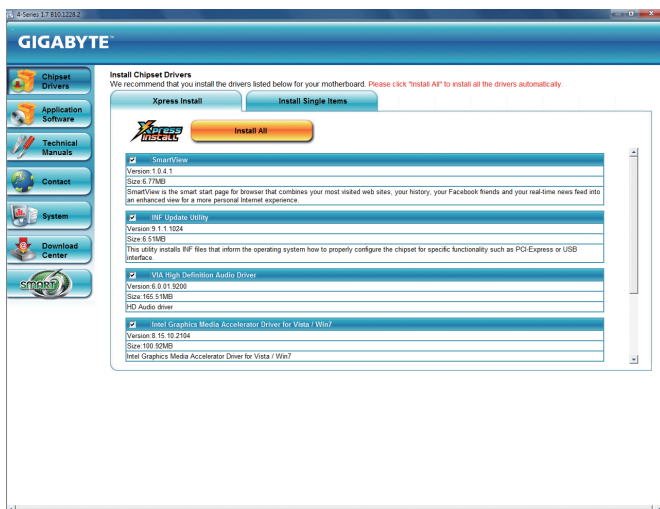 4-Series 1.7 B10.1228.2
GIGABYTE™
Chipset
Drivers
Application
Software
Technical
Manuals
Contact
System
Download
Center
SMART
Install Chipset Drivers
We recommend that you install the drivers listed below for your motherboard. Please click "Install All" to install all the drivers automatically.
Xpress Install
Install Single Items
Xpress
INSTALL
Install All
SmartView
Version:1.0.4.1
Size:6.77MB
SmartView is the smart start page for browser that combines your most visited web sites, your history, your Facebook friends and your real-time news feed into
an enhanced view for a more personal Internet experience.
INF Update Utility
Version:9.1.1.1024
Size:6.51MB
This utility installs INF files that inform the operating system how to properly configure the chipset for specific functionality such as PCI-Express or USB
interface.
VIA High Definition Audio Driver
Version:6.0.01.9200
Size:165.51MB
HD Audio driver
Intel Graphics Media Accelerator Driver for Vista / Win7
Version:8.15.10.2104
Size:100.92MB
Intel Graphics Media Accelerator Driver for Vista / Win7